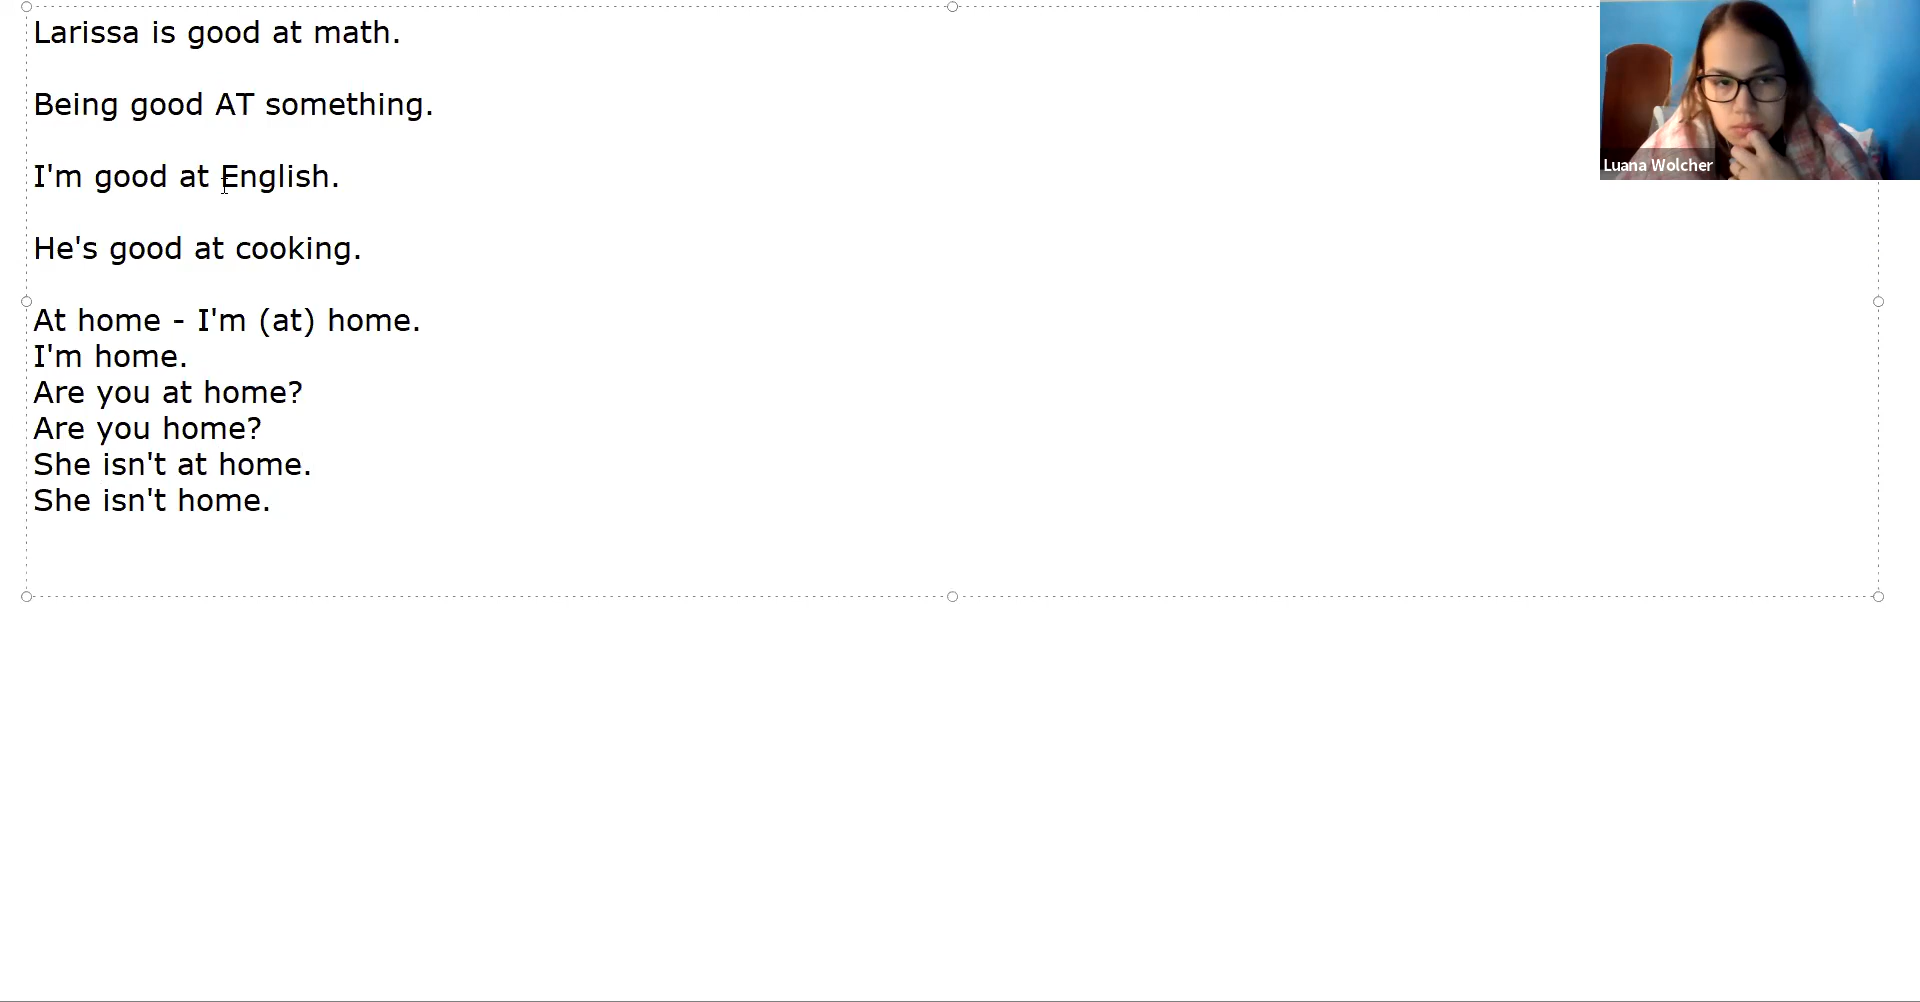 Larissa is good at math.
Being good AT something.
I'm good at English.
He's good at cooking.
At home - I'm (at) home.
I'm home.
Are you at home?
Are you home?
She isn't at home.
She isn't home.
Luana Wolcher